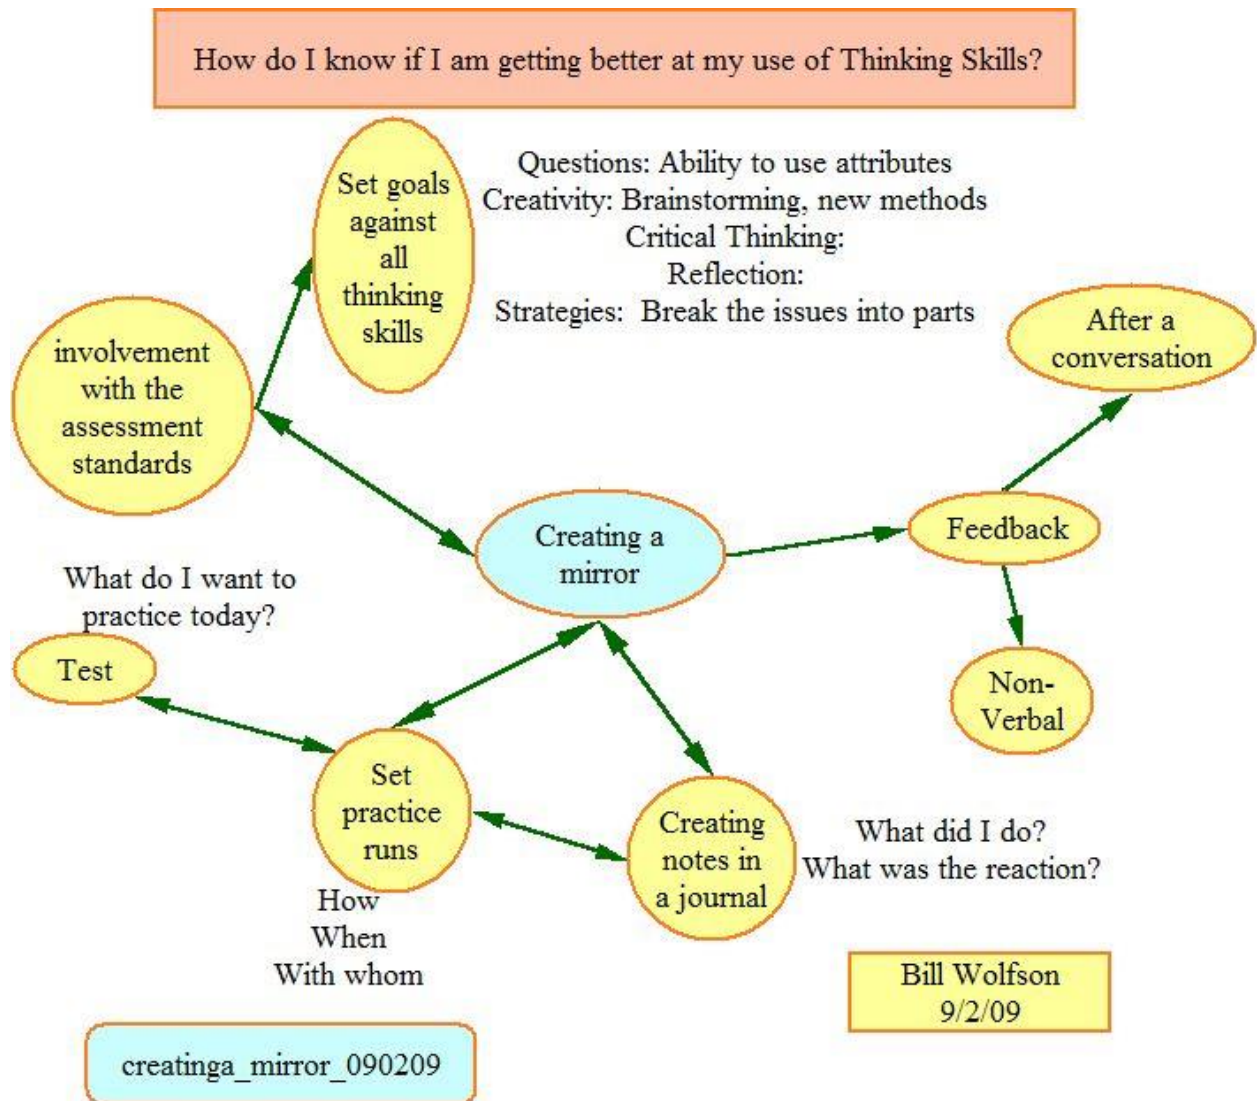 How do I know if I am getting better at my use of Thinking Skills?
Set goals
against
all
thinking
skills
Questions: Ability to use attributes
Creativity: Brainstorming, new methods
Critical Thinking:
Reflection:
Strategies:  Break the issues into parts
After a
conversation
involvement
with the
assessment
standards
Creating a
mirror
Feedback
What do I want to
practice today?
Test
Non-
Verbal
Set
practice
runs
How
When
With whom
Creating
notes in
a journal
What did I do?
What was the reaction?
Bill Wolfson
9/2/09
creatinga_mirror_090209